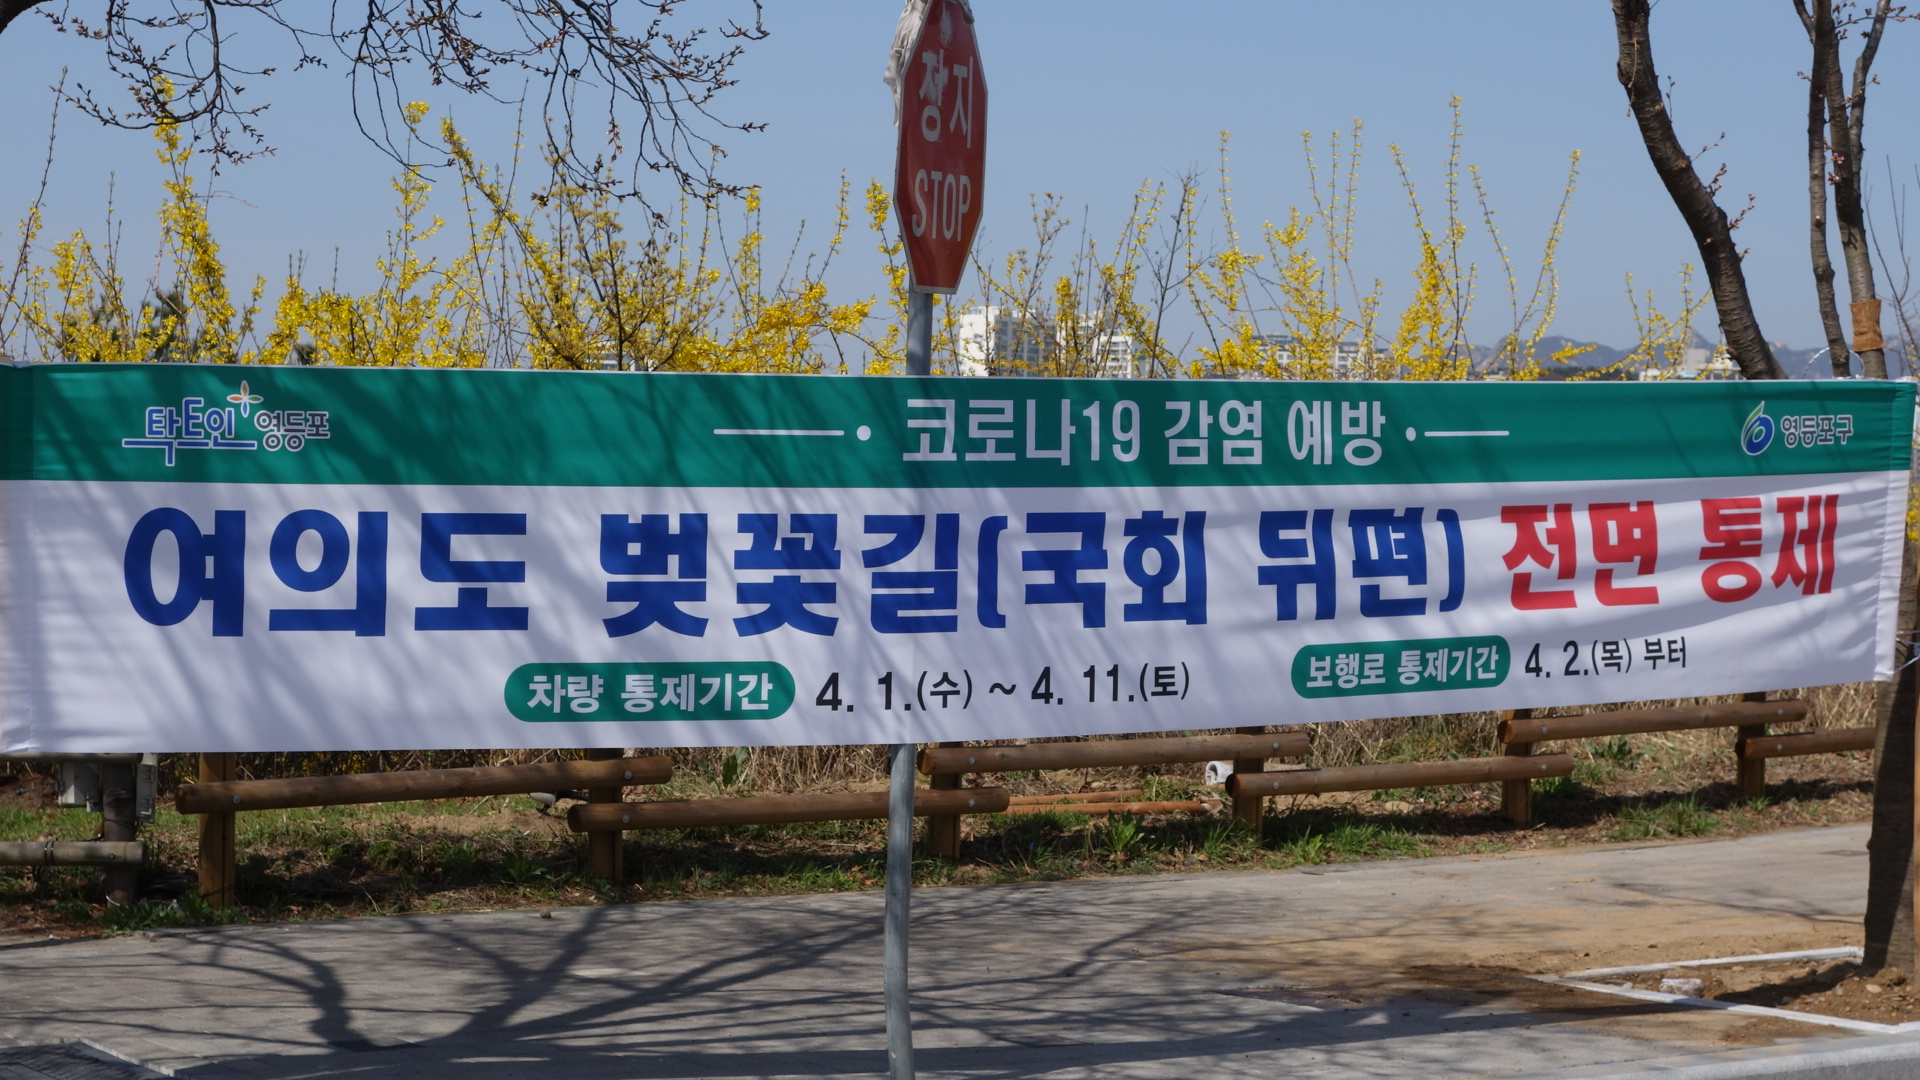 장지
STOP
탁트인 영등포
코로나19 감염 예방
영등포구
여의도 벚꽃길(국회 뒤편) 전면 통제
차량 통제기간 4. 1.(수) ~ 4. 11.(토)
보행로 통제기간 4. 2.(목) 부터